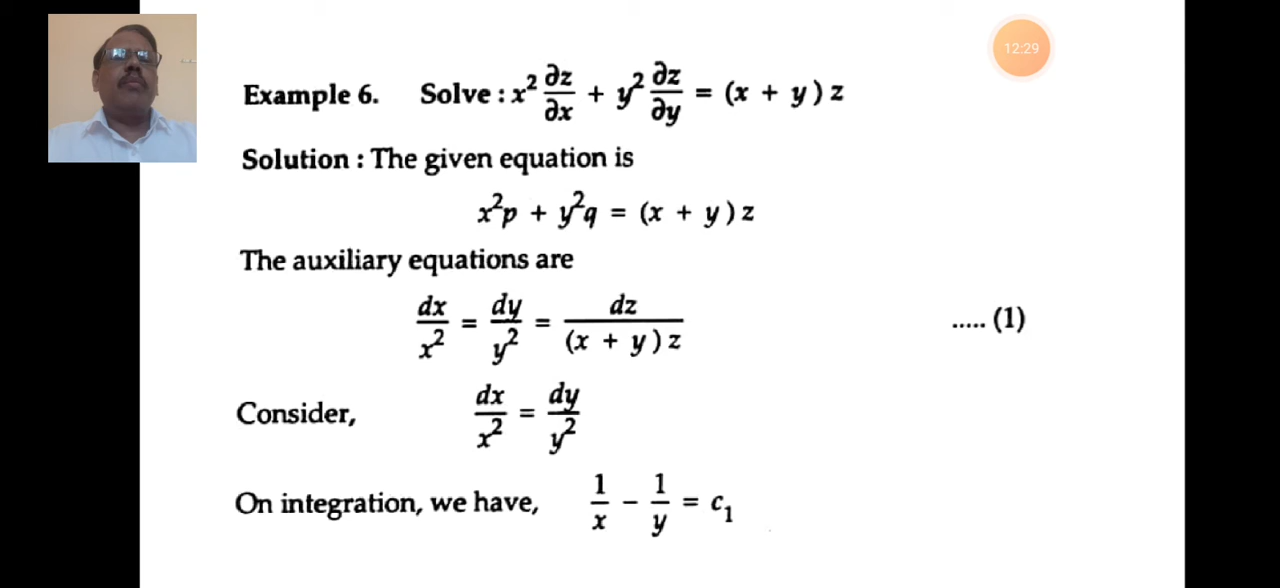 12:29
Example 6. Solve : x² ∂z/∂x + y² ∂z/∂y = (x + y) z
Solution : The given equation is
x²p + y²q = (x + y) z
The auxiliary equations are
dx/x² = dy/y² = dz/((x + y) z) ..... (1)
Consider, dx/x² = dy/y²
On integration, we have, 1/x − 1/y = c₁